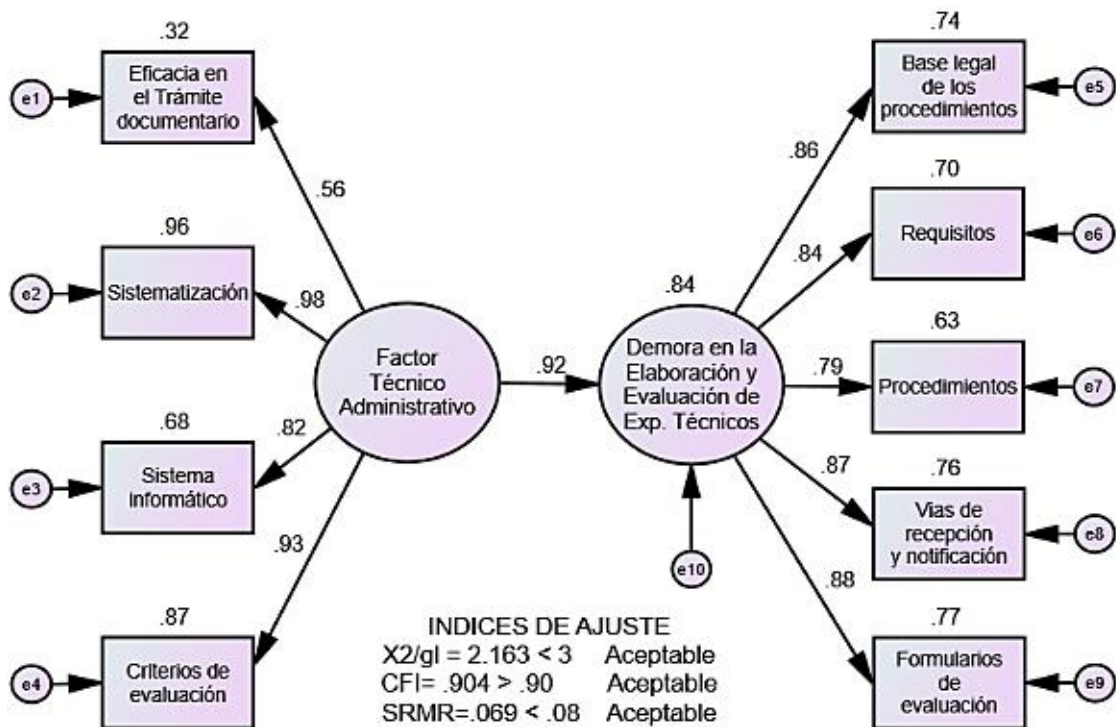 .32
Eficacia en
el Trámite
documentario
e1
.56
.96
Sistematización
e2
.98
.68
Sistema
informático
e3
.82
.87
Criterios de
evaluación
e4
.93
Factor
Técnico
Administrativo
.92
.84
Demora en la
Elaboración y
Evaluación de
Exp. Técnicos
e10
.74
Base legal
de los
procedimientos
e5
.86
.70
Requisitos
e6
.84
.63
Procedimientos
e7
.79
.76
Vias de
recepción
y notificación
e8
.87
.77
Formularios
de
evaluación
e9
.88
INDICES DE AJUSTE
X2/gl = 2.163 < 3 Aceptable
CFI= .904 > .90 Aceptable
SRMR=.069 < .08 Aceptable